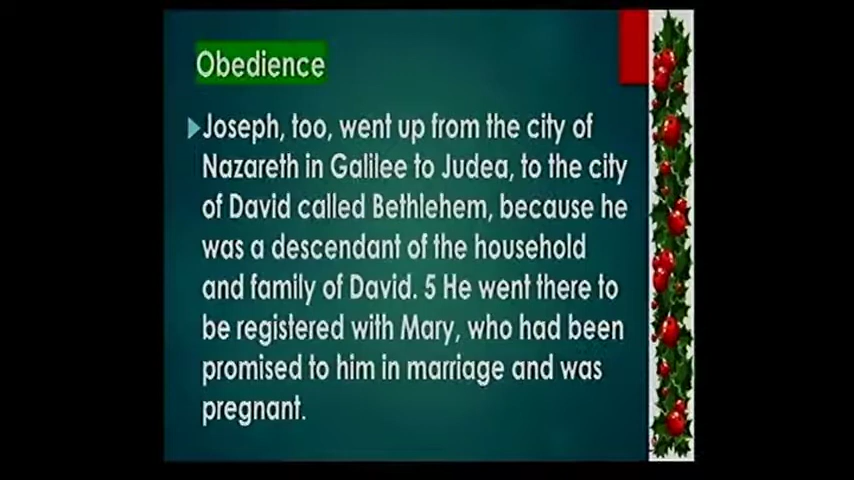 Obedience
Joseph, too, went up from the city of
Nazareth in Galilee to Judea, to the city
of David called Bethlehem, because he
was a descendant of the household
and family of David. 5 He went there to
be registered with Mary, who had been
promised to him in marriage and was
pregnant.